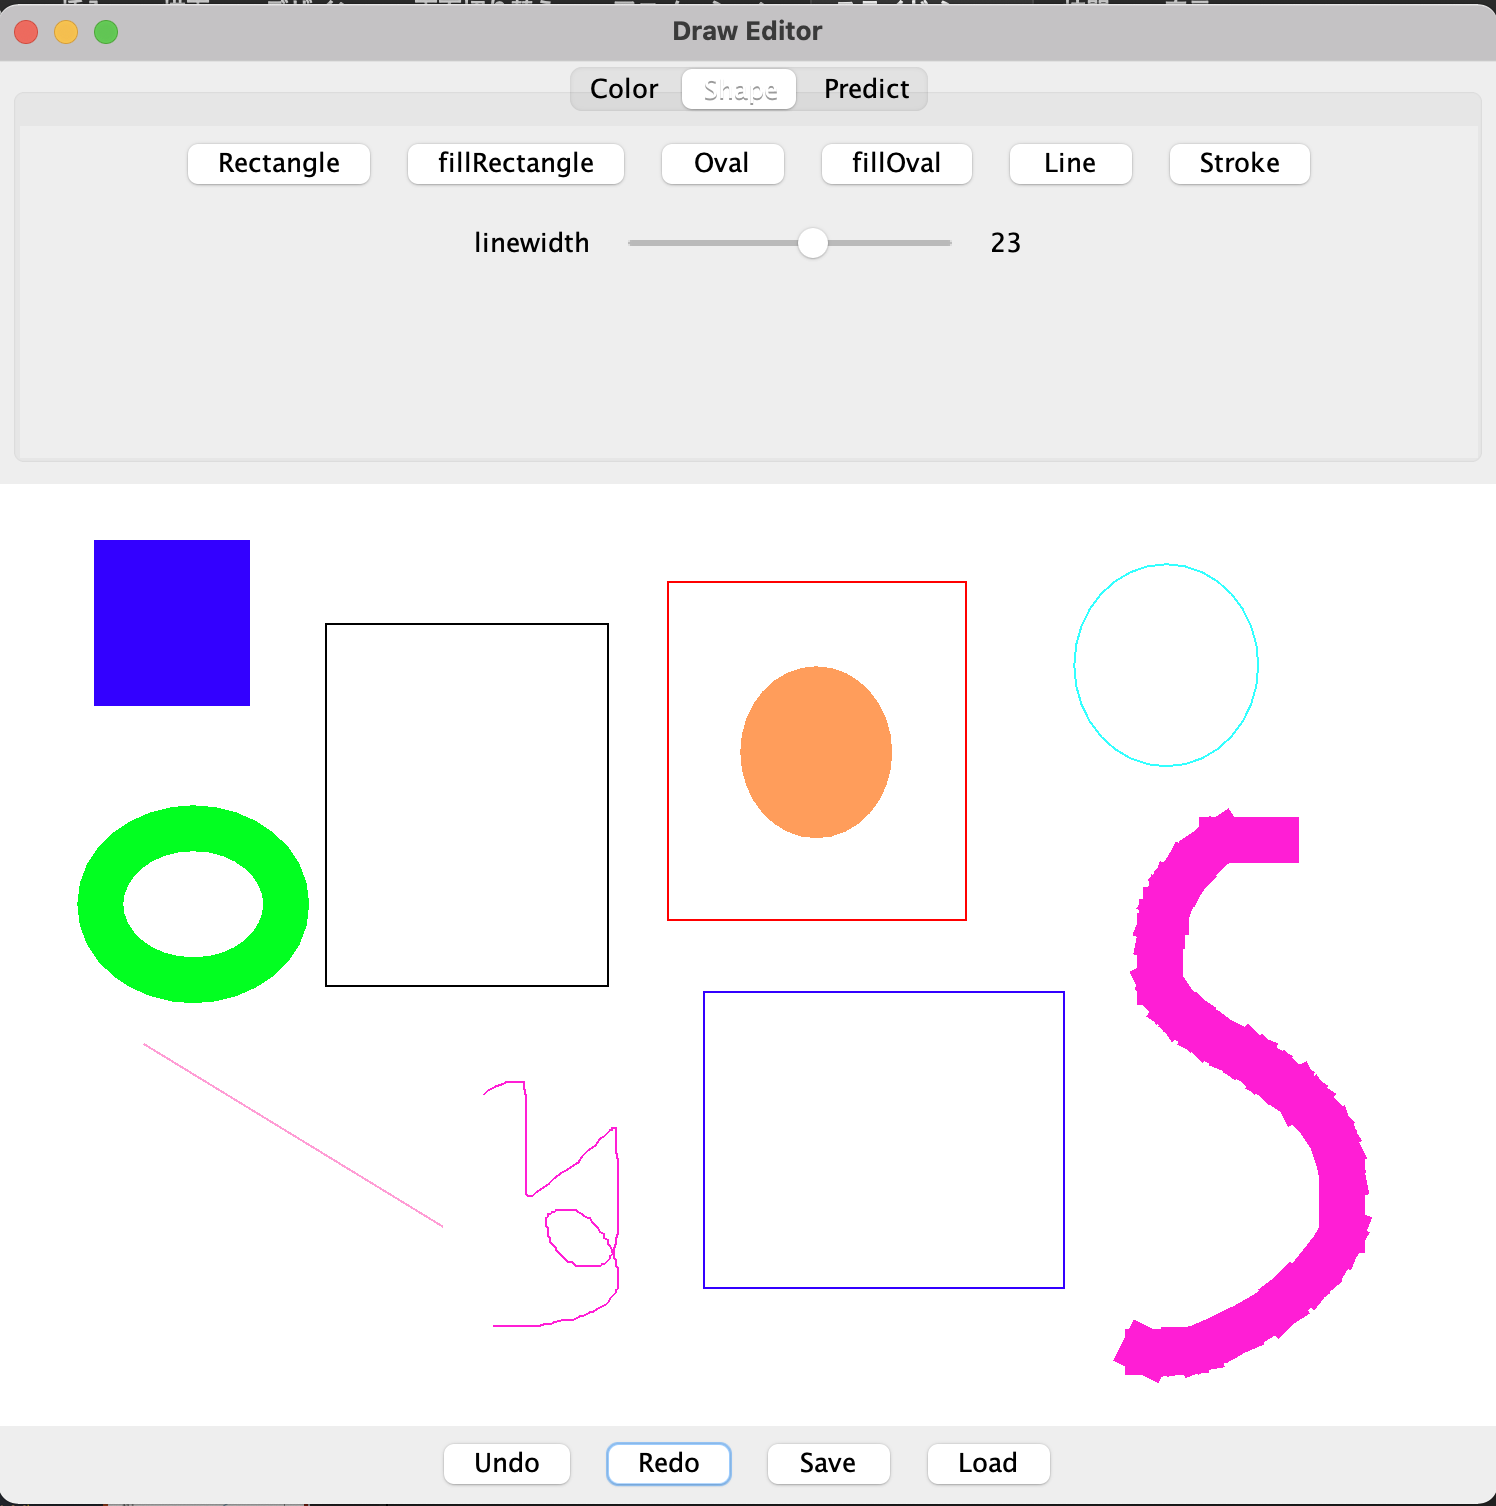 Draw Editor
Color Shape Predict
Rectangle fillRectangle Oval fillOval Line Stroke
linewidth 23
Undo Redo Save Load